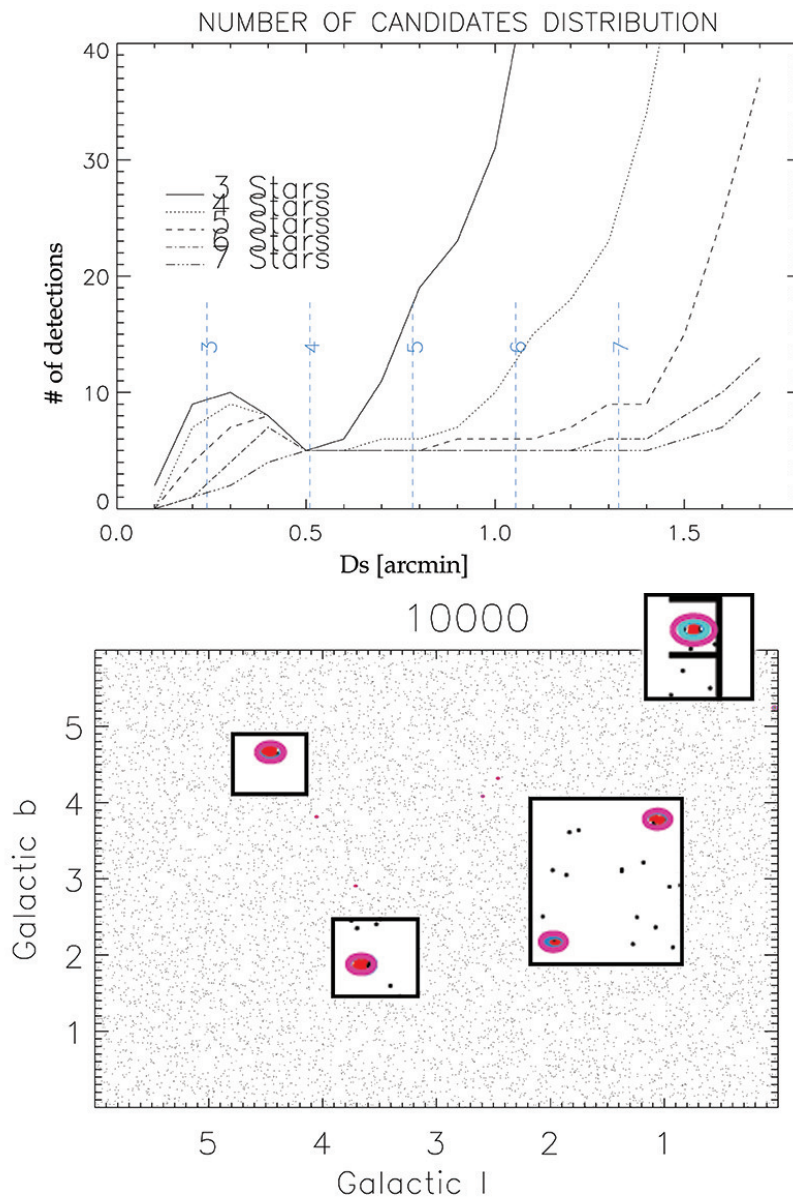 NUMBER OF CANDIDATES DISTRIBUTION
40
30
20
10
0
# of detections
3 Stars
4 Stars
5 Stars
6 Stars
7 Stars
3
4
5
6
7
0.0
0.5
1.0
1.5
Ds [arcmin]
10000
5
4
3
2
1
Galactic b
5
4
3
2
1
Galactic l